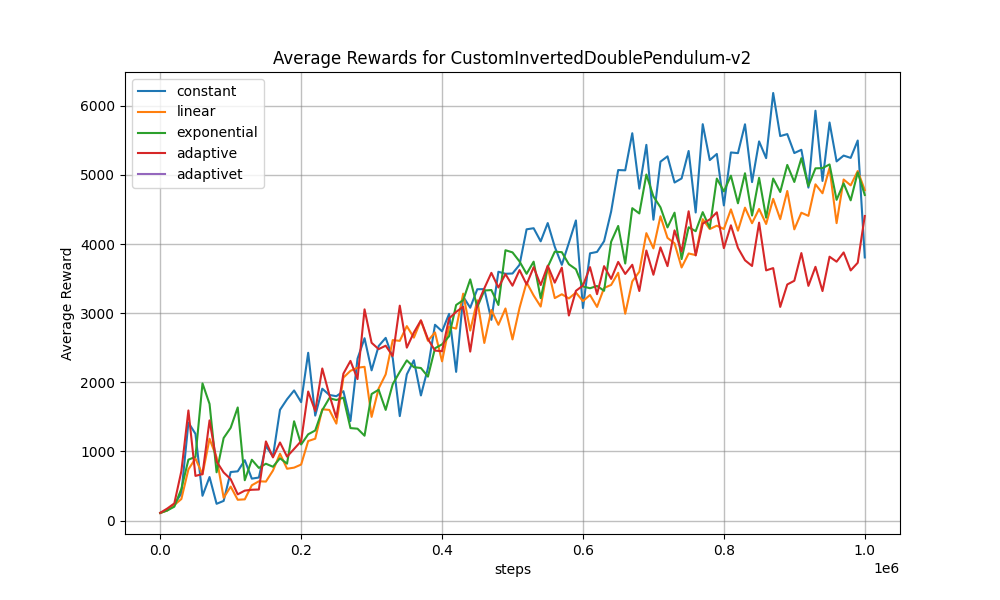 Average Rewards for CustomInvertedDoublePendulum-v2
constant
linear
exponential
adaptive
adaptivet
6000
5000
4000
3000
2000
1000
0
Average Reward
0.0 0.2 0.4 0.6 0.8 1.0
1e6
steps